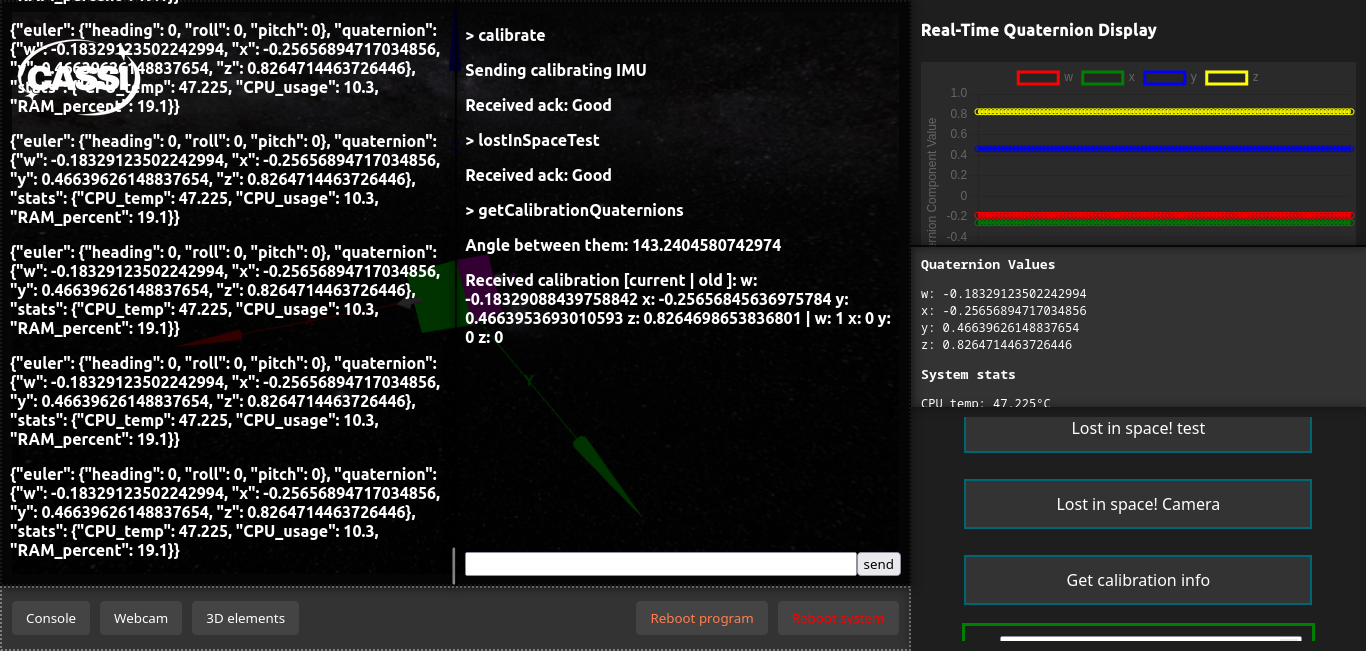 {"euler": {"heading": 0, "roll": 0, "pitch": 0}, "quaternion":
{"w": -0.18329123502242994, "x": -0.25656894717034856,
"y": 0.46639626148837654, "z": 0.8264714463726446},
"stats": {"CPU_temp": 47.225, "CPU_usage": 10.3,
"RAM_percent": 19.1}}
CASSI
{"euler": {"heading": 0, "roll": 0, "pitch": 0}, "quaternion":
{"w": -0.18329123502242994, "x": -0.25656894717034856,
"y": 0.46639626148837654, "z": 0.8264714463726446},
"stats": {"CPU_temp": 47.225, "CPU_usage": 10.3,
"RAM_percent": 19.1}}
{"euler": {"heading": 0, "roll": 0, "pitch": 0}, "quaternion":
{"w": -0.18329123502242994, "x": -0.25656894717034856,
"y": 0.46639626148837654, "z": 0.8264714463726446},
"stats": {"CPU_temp": 47.225, "CPU_usage": 10.3,
"RAM_percent": 19.1}}
{"euler": {"heading": 0, "roll": 0, "pitch": 0}, "quaternion":
{"w": -0.18329123502242994, "x": -0.25656894717034856,
"y": 0.46639626148837654, "z": 0.8264714463726446},
"stats": {"CPU_temp": 47.225, "CPU_usage": 10.3,
"RAM_percent": 19.1}}
{"euler": {"heading": 0, "roll": 0, "pitch": 0}, "quaternion":
{"w": -0.18329123502242994, "x": -0.25656894717034856,
"y": 0.46639626148837654, "z": 0.8264714463726446},
"stats": {"CPU_temp": 47.225, "CPU_usage": 10.3,
"RAM_percent": 19.1}}
> calibrate
Sending calibrating IMU
Received ack: Good
> lostInSpaceTest
Received ack: Good
> getCalibrationQuaternions
Angle between them: 143.2404580742974
Received calibration [current | old ]: w:
-0.18329088439758842 x: -0.25656845636975784 y:
0.4663953693010593 z: 0.8264698653836801 | w: 1 x: 0 y:
0 z: 0
Y
send
Console
Webcam
3D elements
Reboot program
Reboot system
Real-Time Quaternion Display
w x y z
Component Value
1.0
0.8
0.6
0.4
0.2
0
-0.2
-0.4
Quaternion Values
w: -0.18329123502242994
x: -0.25656894717034856
y: 0.46639626148837654
z: 0.8264714463726446
System stats
CPU temp: 47.225°C
Lost in space! test
Lost in space! Camera
Get calibration info